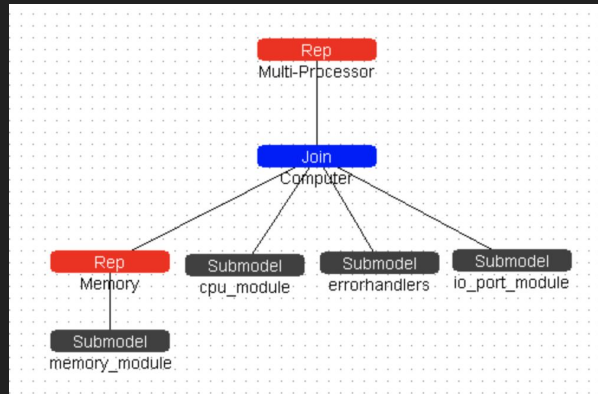 Rep
Multi-Processor
Join
Computer
Rep
Memory
Submodel
cpu_module
Submodel
errorhandlers
Submodel
io_port_module
Submodel
memory_module